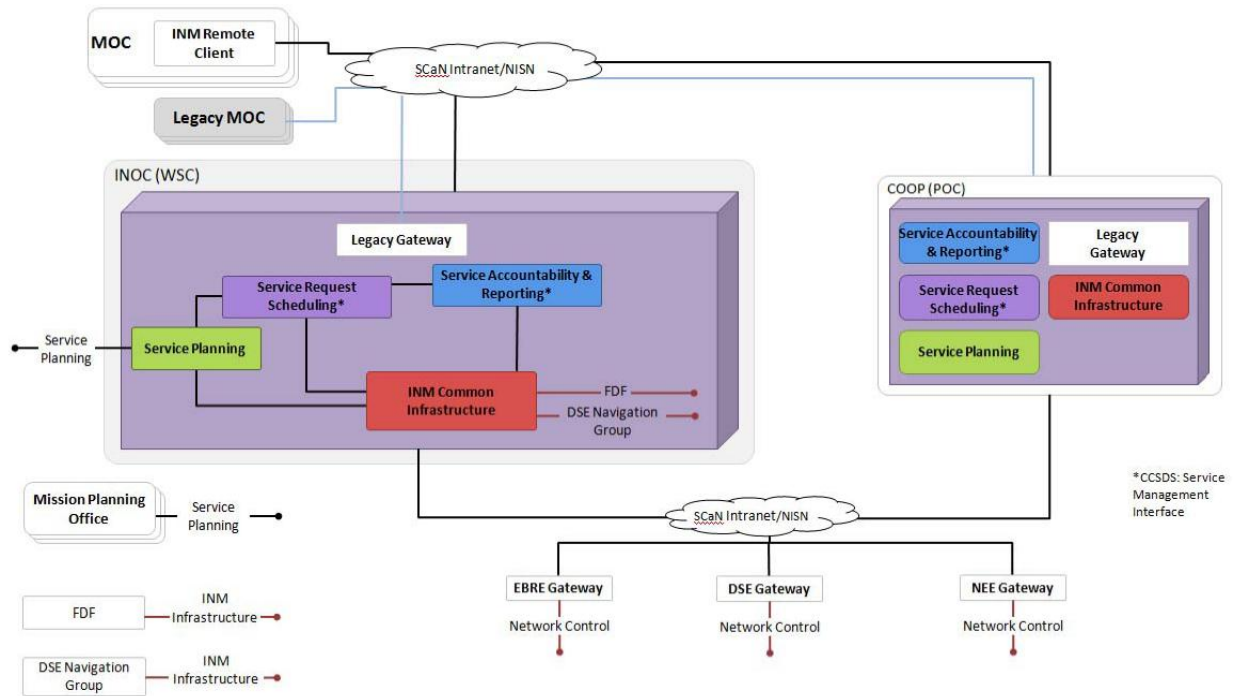 MOC
INM Remote
Client
SCaN Intranet/NISN
Legacy MOC
INOC (WSC)
Legacy Gateway
Service Request
Scheduling*
Service Accountability &
Reporting*
Service
Planning
Service Planning
INM Common
Infrastructure
FDF
DSE Navigation
Group
COOP (POC)
Service Accountability
& Reporting*
Legacy
Gateway
Service Request
Scheduling*
INM Common
Infrastructure
Service Planning
*CCSDS: Service
Management
Interface
Mission Planning
Office
Service
Planning
SCaN Intranet/NISN
EBRE Gateway
DSE Gateway
NEE Gateway
Network Control
Network Control
Network Control
FDF
INM
Infrastructure
DSE Navigation
Group
INM
Infrastructure